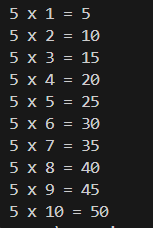 5 x 1 = 5
5 x 2 = 10
5 x 3 = 15
5 x 4 = 20
5 x 5 = 25
5 x 6 = 30
5 x 7 = 35
5 x 8 = 40
5 x 9 = 45
5 x 10 = 50